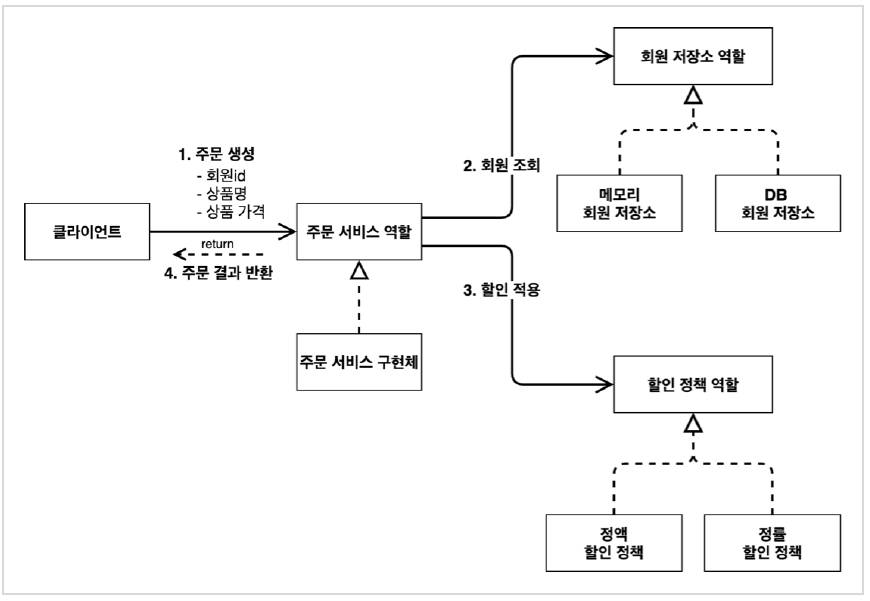 회원 저장소 역할
1. 주문 생성
- 회원id
- 상품명
- 상품 가격
2. 회원 조회
메모리
회원 저장소
DB
회원 저장소
클라이언트
주문 서비스 역할
return
4. 주문 결과 반환
3. 할인 적용
주문 서비스 구현체
할인 정책 역할
정액
할인 정책
정률
할인 정책